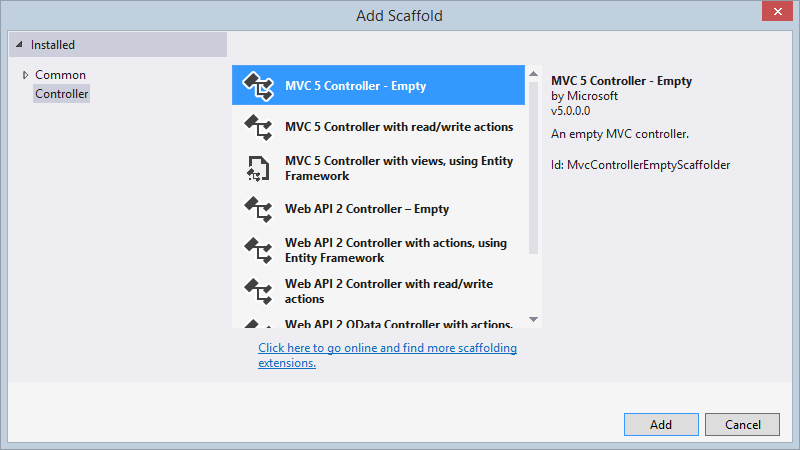 Add Scaffold
Installed
Common
Controller
MVC 5 Controller - Empty
MVC 5 Controller with read/write actions
MVC 5 Controller with views, using Entity
Framework
Web API 2 Controller – Empty
Web API 2 Controller with actions, using
Entity Framework
Web API 2 Controller with read/write
actions
Web API 2 OData Controller with actions,
Click here to go online and find more scaffolding
extensions.
MVC 5 Controller - Empty
by Microsoft
v5.0.0.0
An empty MVC controller.
Id: MvcControllerEmptyScaffolder
Add
Cancel